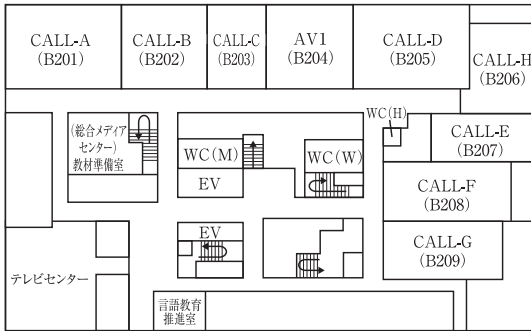 CALL-A
(B201)
CALL-B
(B202)
CALL-C
(B203)
AV1
(B204)
CALL-D
(B205)
CALL-H
(B206)
WC(H)
CALL-E
(B207)
(総合メディア
センター)
教材準備室
WC(M)
EV
WC(W)
CALL-F
(B208)
EV
CALL-G
(B209)
テレビセンター
言語教育
推進室